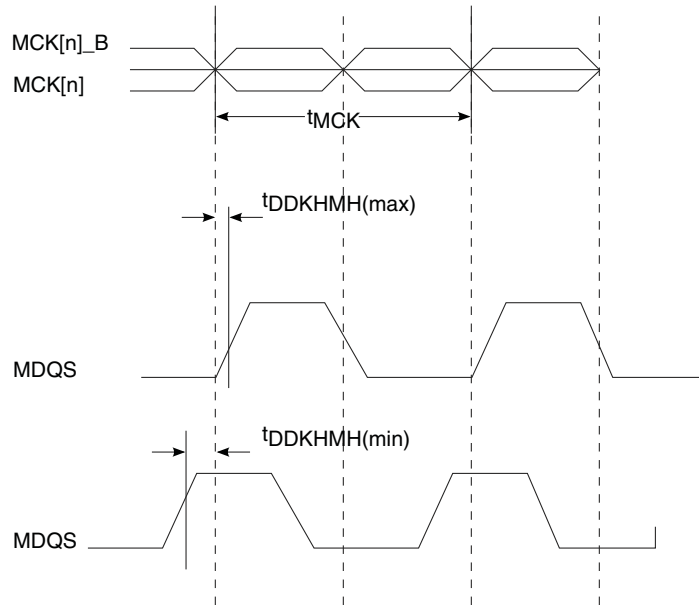 MCK[n]_B
MCK[n]
tMCK
tDDKHMH(max)
MDQS
tDDKHMH(min)
MDQS